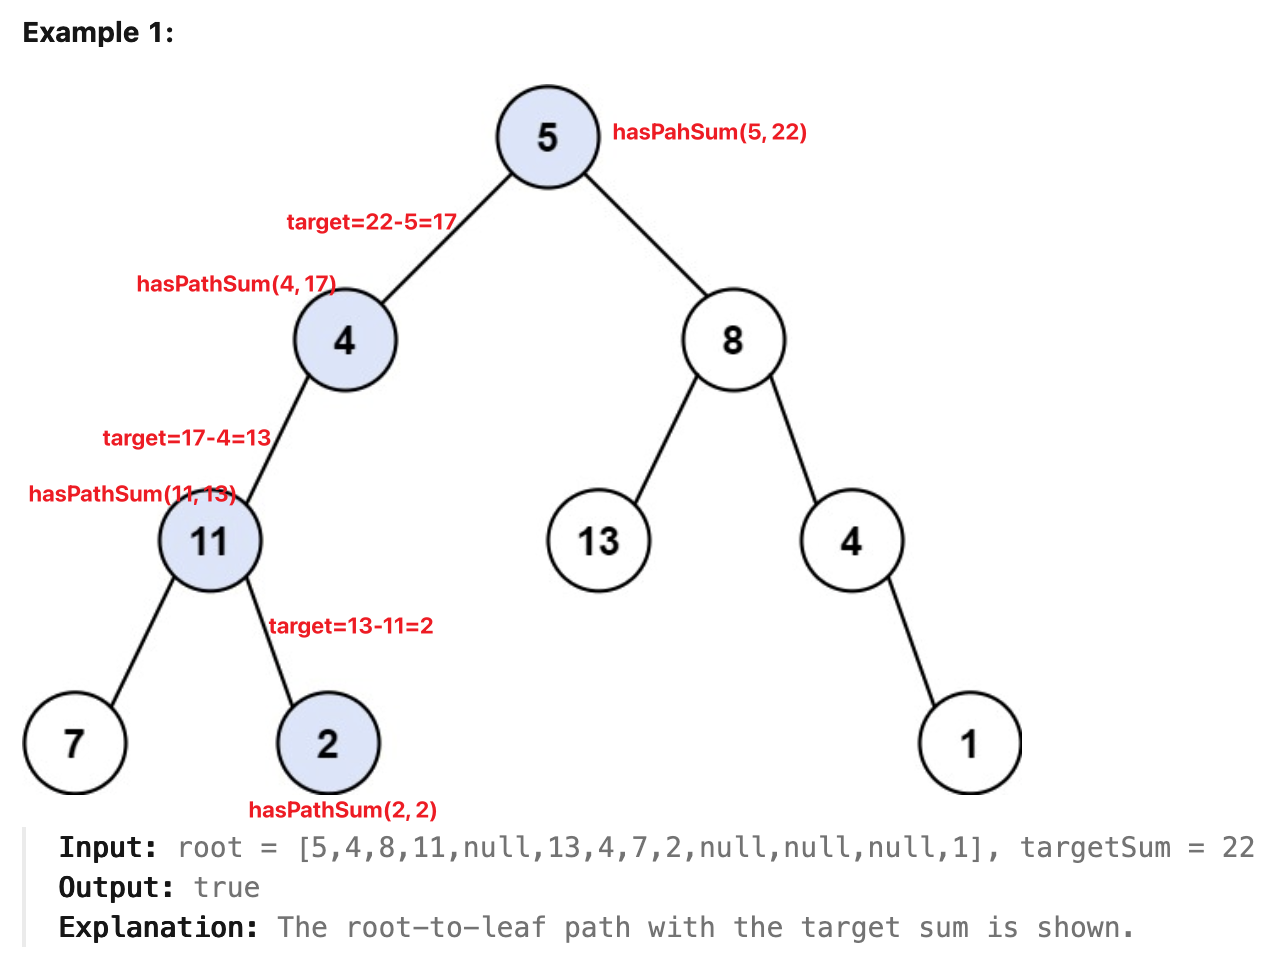 Example 1:
5
hasPahSum(5, 22)
target=22-5=17
hasPathSum(4, 17)
4
8
target=17-4=13
hasPathSum(11, 13)
11
13
4
target=13-11=2
7
2
1
hasPathSum(2, 2)
Input: root = [5,4,8,11,null,13,4,7,2,null,null,null,1], targetSum = 22
Output: true
Explanation: The root-to-leaf path with the target sum is shown.